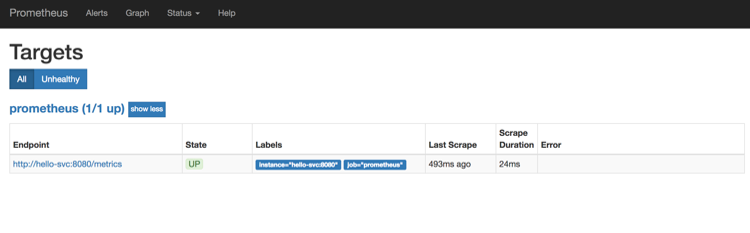 Prometheus Alerts Graph Status Help
Targets
All Unhealthy
prometheus (1/1 up) show less
Endpoint State Labels Last Scrape Scrape Duration Error
http://hello-svc:8080/metrics UP instance="hello-svc:8080" job="prometheus" 493ms ago 24ms